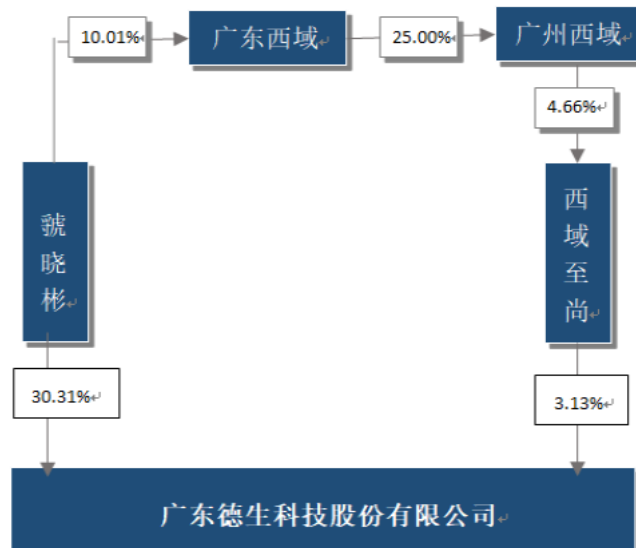 10.01%
广东西域
25.00%
广州西域
4.66%
虢晓彬
西域至尚
30.31%
3.13%
广东德生科技股份有限公司